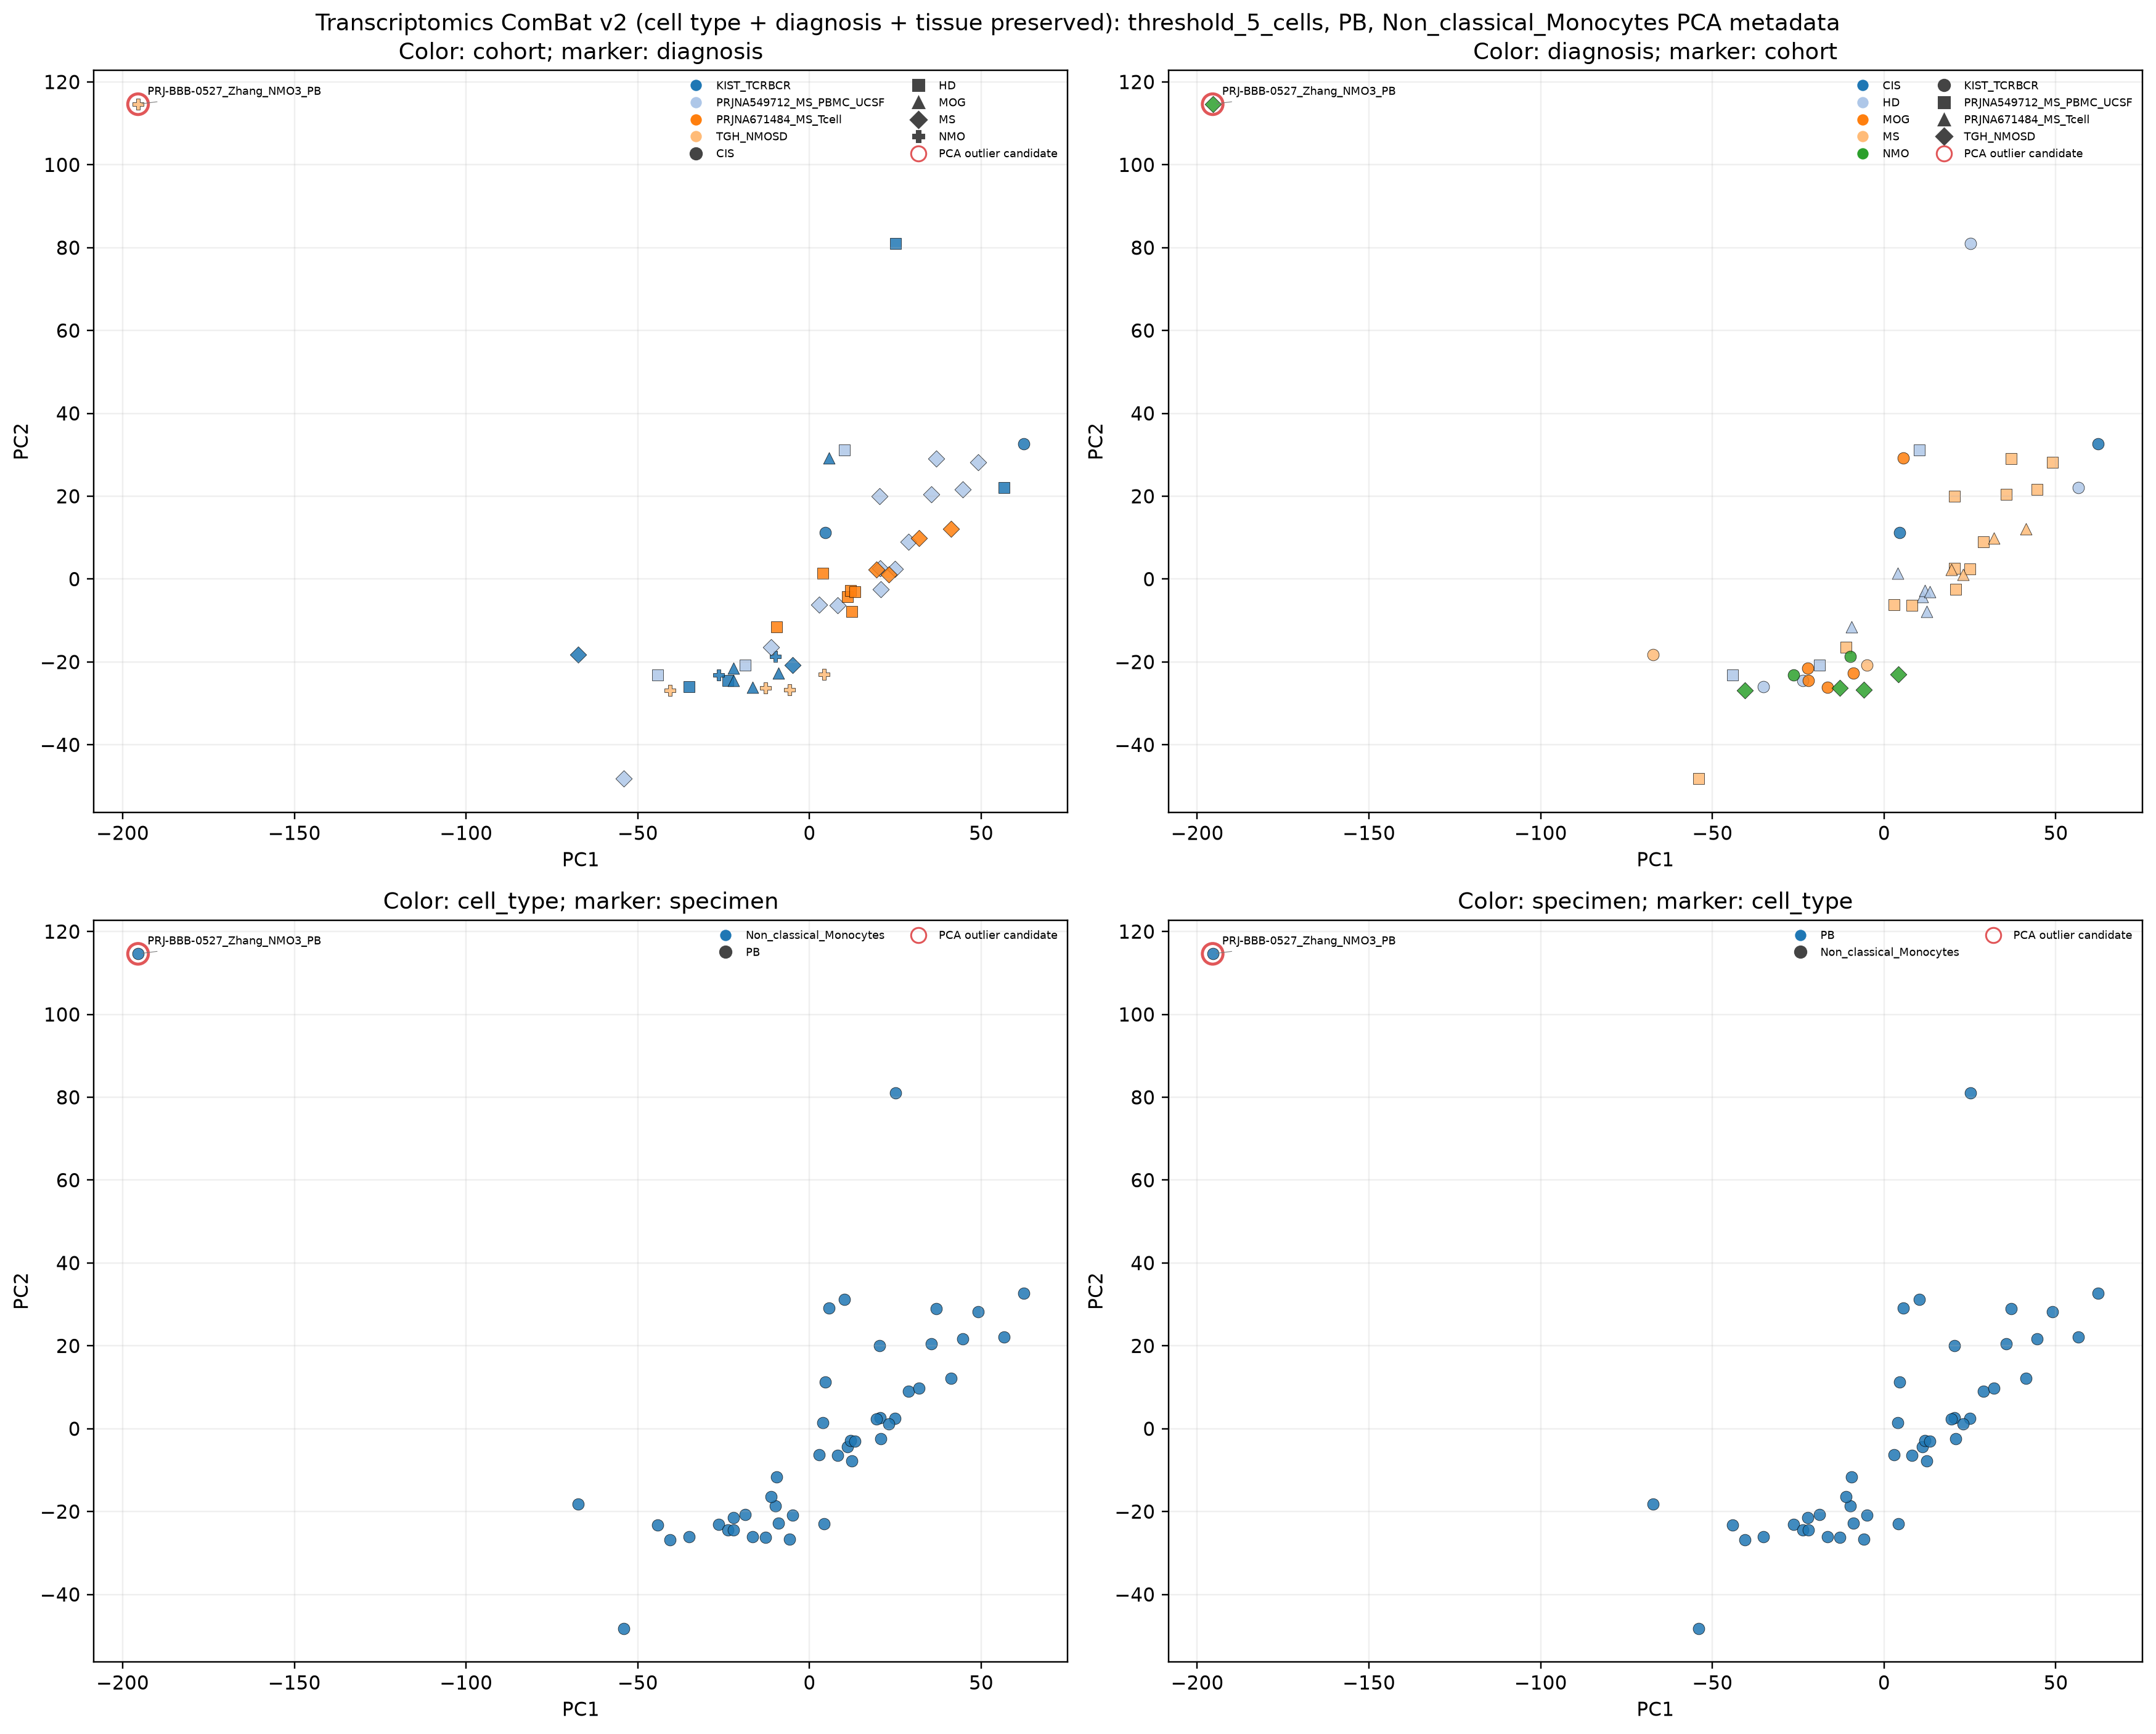 Transcriptomics ComBat v2 (cell type + diagnosis + tissue preserved): threshold_5_cells, PB, Non_classical_Monocytes PCA metadata
Color: cohort; marker: diagnosis
PRJ-BBB-0527_Zhang_NMO3_PB
KIST_TCRBCR
PRJNA549712_MS_PBMC_UCSF
PRJNA671484_MS_Tcell
TGH_NMOSD
CIS
HD
MOG
MS
NMO
PCA outlier candidate
120
100
80
60
40
20
0
−20
−40
PC2
−200
−150
−100
−50
0
50
PC1
Color: diagnosis; marker: cohort
PRJ-BBB-0527_Zhang_NMO3_PB
CIS
HD
MOG
MS
NMO
KIST_TCRBCR
PRJNA549712_MS_PBMC_UCSF
PRJNA671484_MS_Tcell
TGH_NMOSD
PCA outlier candidate
120
100
80
60
40
20
0
−20
−40
PC2
−200
−150
−100
−50
0
50
PC1
Color: cell_type; marker: specimen
PRJ-BBB-0527_Zhang_NMO3_PB
Non_classical_Monocytes
PB
PCA outlier candidate
120
100
80
60
40
20
0
−20
−40
PC2
−200
−150
−100
−50
0
50
PC1
Color: specimen; marker: cell_type
PRJ-BBB-0527_Zhang_NMO3_PB
PB
Non_classical_Monocytes
PCA outlier candidate
120
100
80
60
40
20
0
−20
−40
PC2
−200
−150
−100
−50
0
50
PC1